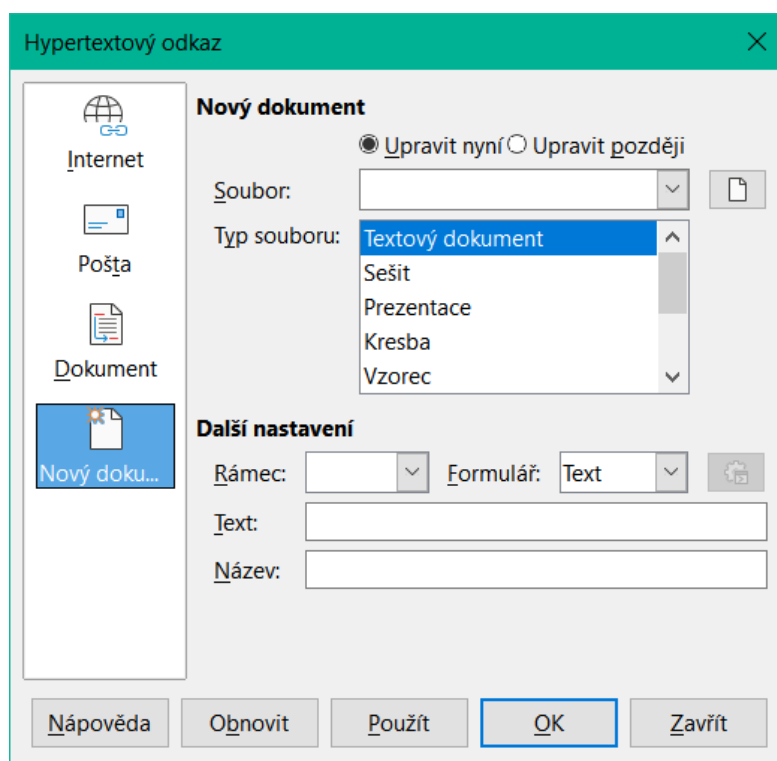 Hypertextový odkaz
Internet
Pošta
Dokument
Nový doku...
Nový dokument
Upravit nyní Upravit později
Soubor:
Typ souboru: Textový dokument
Sešit
Prezentace
Kresba
Vzorec
Další nastavení
Rámec: Formulář: Text
Text:
Název:
Nápověda Obnovit Použít OK Zavřít